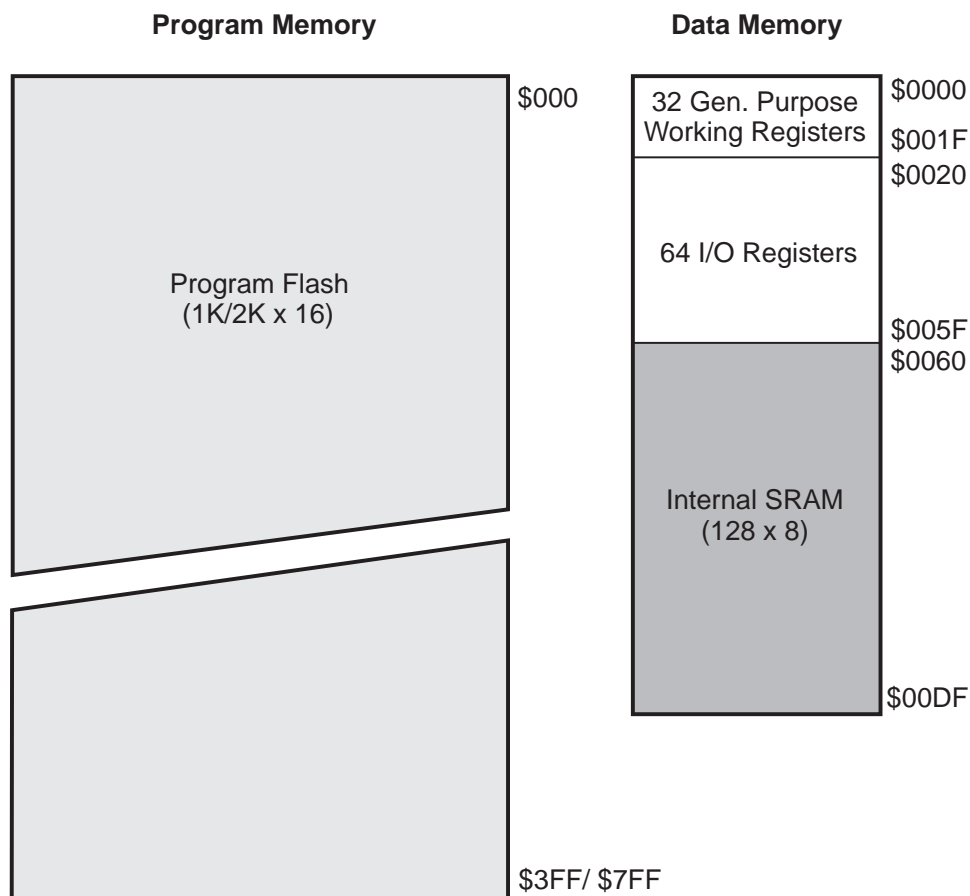 Program Memory
Data Memory
$000
Program Flash
(1K/2K x 16)
$3FF/ $7FF
32 Gen. Purpose
Working Registers
$0000
$001F
$0020
64 I/O Registers
$005F
$0060
Internal SRAM
(128 x 8)
$00DF